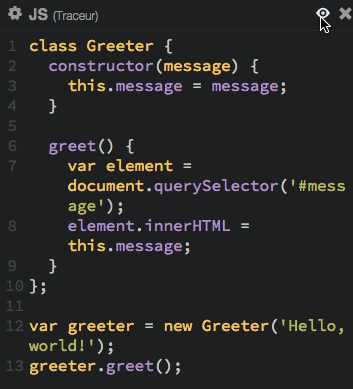 JS (Traceur)
1 class Greeter {
2 constructor(message) {
3 this.message = message;
4 }
5
6 greet() {
7 var element =
document.querySelector('#mess
age');
8 element.innerHTML =
this.message;
9 }
10 };
11
12 var greeter = new Greeter('Hello,
world!');
13 greeter.greet();